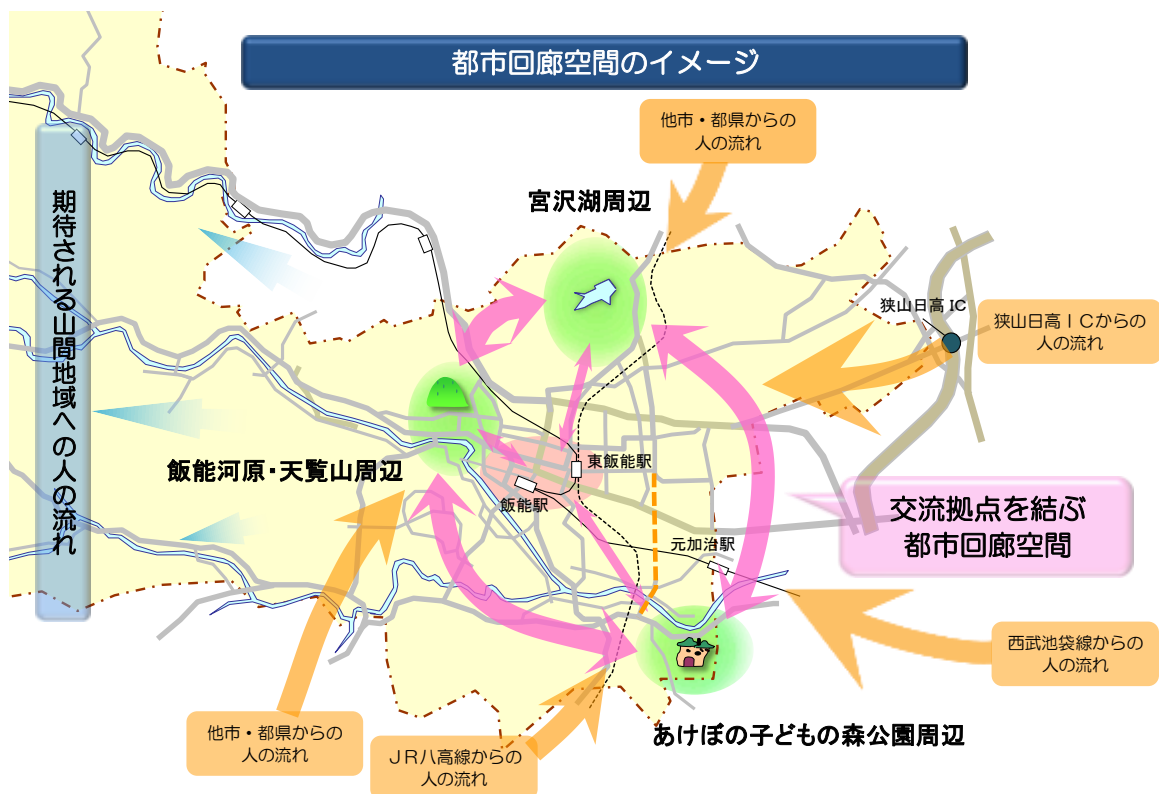 都市回廊空間のイメージ
他市・都県からの
人の流れ
宮沢湖周辺
期待される山間地域への人の流れ
狭山日高 IC
狭山日高ＩＣからの
人の流れ
飯能河原・天覧山周辺
東飯能駅
飯能駅
交流拠点を結ぶ
都市回廊空間
元加治駅
西武池袋線からの
人の流れ
あけぼの子どもの森公園周辺
他市・都県からの
人の流れ
ＪＲ八高線からの
人の流れ